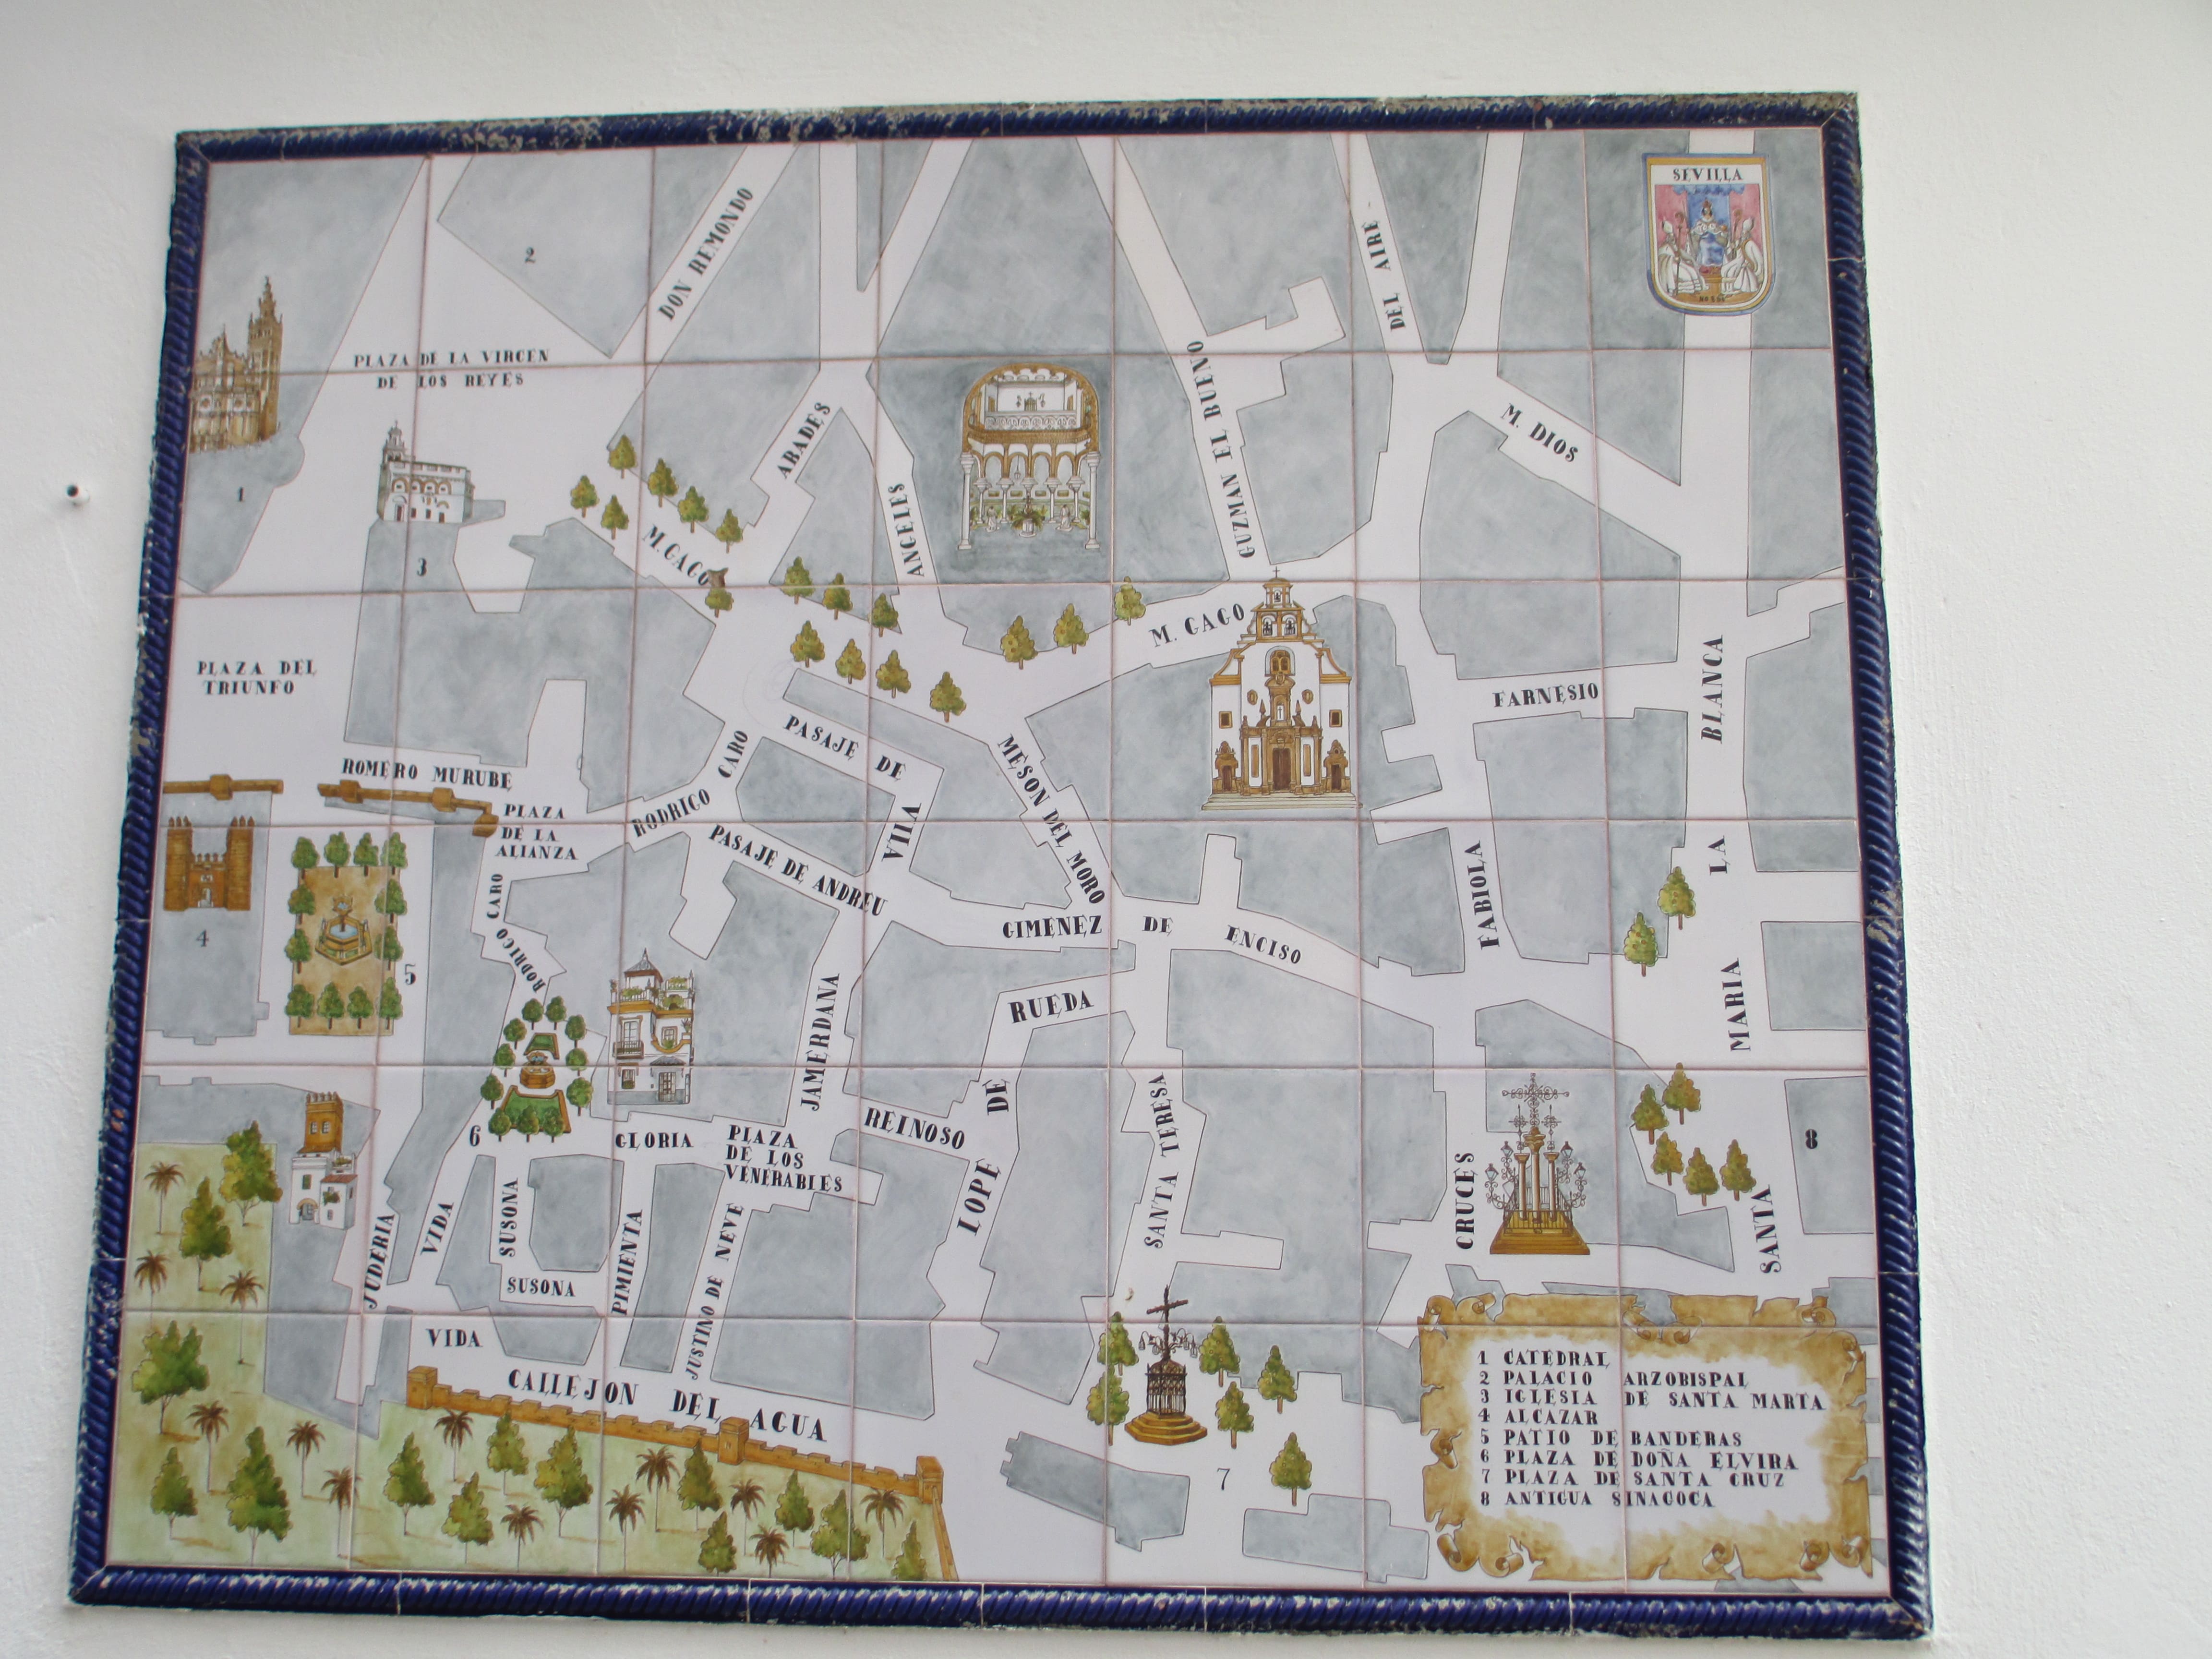 SEVILLA
NO8DO
2
DON REMONDO
DEL AIRE
PLAZA DE LA VIRGEN
DE LOS REYES
ABADES
ANGELES
GUZMAN EL BUENO
M. DIOS
1
3
M. GAGO
M. GAGO
PLAZA DEL
TRIUNFO
FARNESIO
BLANCA
LA
MARIA
SANTA
ROMERO MURUBE
RODRIGO CARO
PASAJE DE
VILA
MESON DEL MORO
PLAZA
DE LA
ALIANZA
PASAJE DE ANDREU
GIMENEZ DE ENCISO
FABIOLA
4
5
RODRIGO CARO
RODRIGO
JAMERDANA
RUEDA
DE
LOPE
REINOSO
SANTA TERESA
CRUCES
8
6
GLORIA
PLAZA
DE LOS
VENERABLES
JUDERIA
VIDA
SUSONA
SUSONA
PIMIENTA
JUSTINO DE NEVE
VIDA
CALLEJON DEL AGUA
7
1 CATEDRAL
2 PALACIO ARZOBISPAL
3 IGLESIA DE SANTA MARTA
4 ALCAZAR
5 PATIO DE BANDERAS
6 PLAZA DE DOÑA ELVIRA
7 PLAZA DE SANTA CRUZ
8 ANTIGUA SINAGOGA